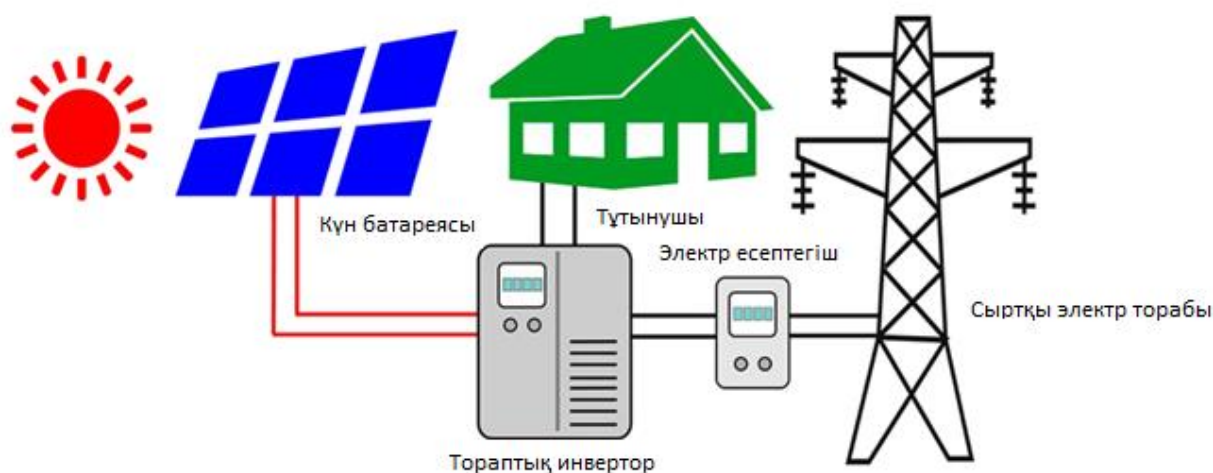 Күн батареясы
Тұтынушы
Электр есептегіш
Сыртқы электр торабы
Тораптық инвертор